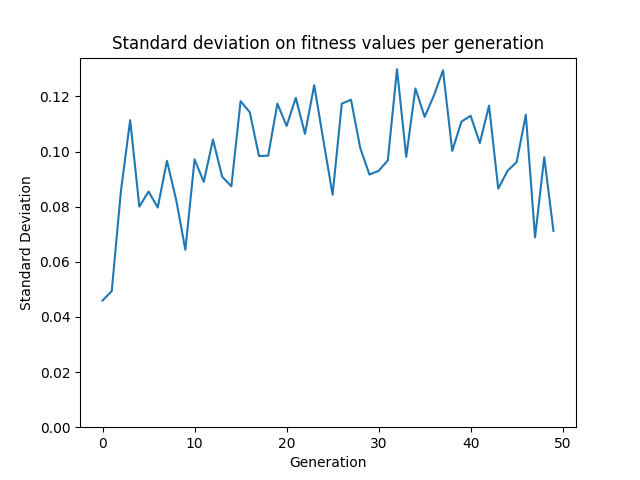 Standard deviation on fitness values per generation
Standard Deviation
0.12
0.10
0.08
0.06
0.04
0.02
0.00
0 10 20 30 40 50
Generation